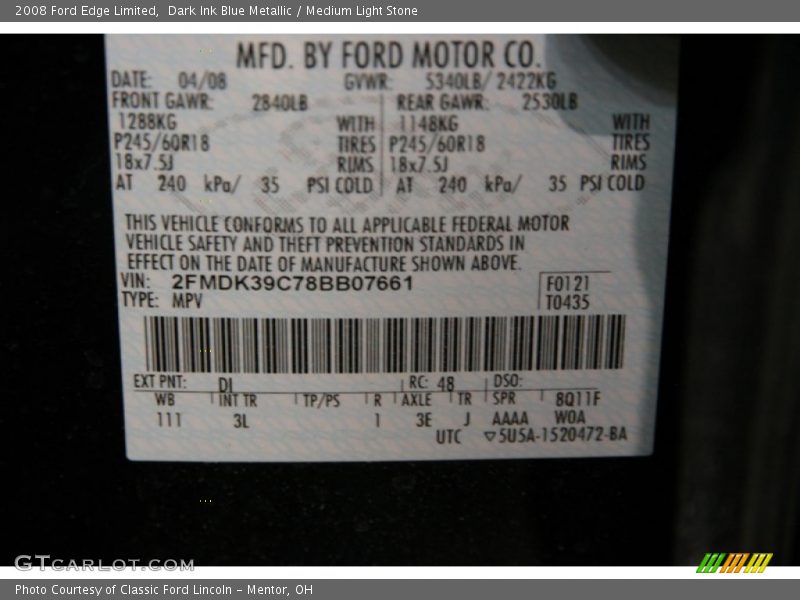 2008 Ford Edge Limited,  Dark Ink Blue Metallic / Medium Light Stone
MFD. BY FORD MOTOR CO.
DATE: 04/08 GVWR: 5340LB/ 2422KG
FRONT GAWR: 2840LB REAR GAWR: 2530LB
1288KG WITH 1148KG WITH
P245/60R18 TIRES P245/60R18 TIRES
18x7.5J RIMS 18x7.5J RIMS
AT 240 kPa/ 35 PSI COLD AT 240 kPa/ 35 PSI COLD
THIS VEHICLE CONFORMS TO ALL APPLICABLE FEDERAL MOTOR
VEHICLE SAFETY AND THEFT PREVENTION STANDARDS IN
EFFECT ON THE DATE OF MANUFACTURE SHOWN ABOVE.
VIN: 2FMDK39C78BB07661 F0121
TYPE: MPV T0435
EXT PNT: DI RC: 48 DSO:
WB INT TR TP/PS R AXLE TR SPR 8Q11F
111 3L 1 3E J AAAA WOA
UTC ▽5U5A-1520472-BA
GTCARLOT.COM
Photo Courtesy of Classic Ford Lincoln – Mentor, OH